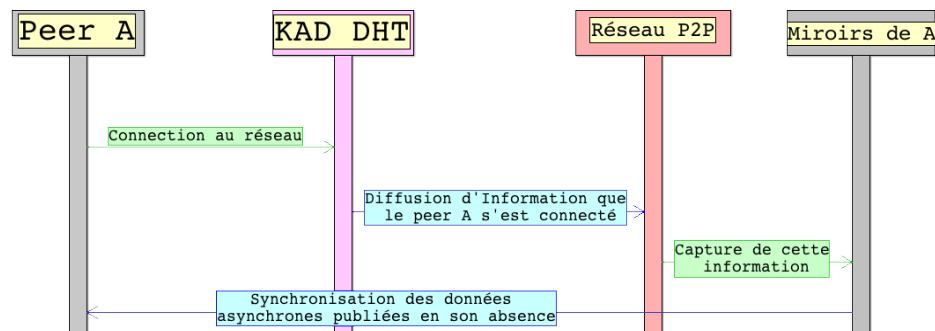 Peer A
KAD DHT
Réseau P2P
Miroirs de A
Connection au réseau
Diffusion d'Information que
le peer A s'est connecté
Capture de cette
information
Synchronisation des données
asynchrones publiées en son absence